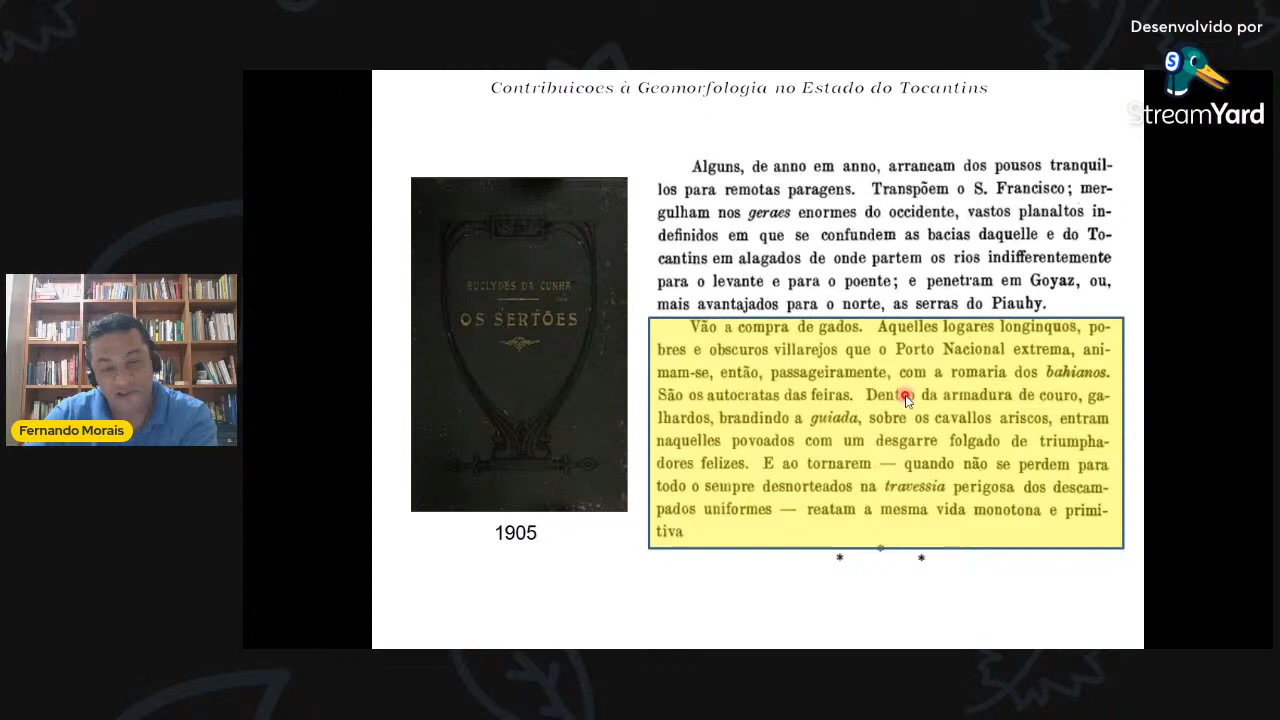 Desenvolvido por
StreamYard
Contribuicoes à Geomorfologia no Estado do Tocantins
Alguns, de anno em anno, arrancam dos pousos tranquil-
los para remotas paragens. Transpõem o S. Francisco; mer-
gulham nos geraes enormes do occidente, vastos planaltos in-
definidos em que se confundem as bacias daquelle e do To-
cantins em alagados de onde partem os rios indifferentemente
para o levante e para o poente; e penetram em Goyaz, ou,
mais avantajados para o norte, as serras do Piauhy.
Vão a compra de gados. Aquelles logares longinquos, po-
bres e obscuros villarejos que o Porto Nacional extrema, ani-
mam-se, então, passageiramente, com a romaria dos bahianos.
São os autocratas das feiras. Dentro da armadura de couro, ga-
lhardos, brandindo a guiada, sobre os cavallos ariscos, entram
naquelles povoados com um desgarre folgado de triumpha-
dores felizes. E ao tornarem — quando não se perdem para
todo o sempre desnorteados na travessia perigosa dos descam-
pados uniformes — reatam a mesma vida monotona e primi-
tiva
* * *
EUCLYDES DA CUNHA
OS SERTÕES
1905
Fernando Morais